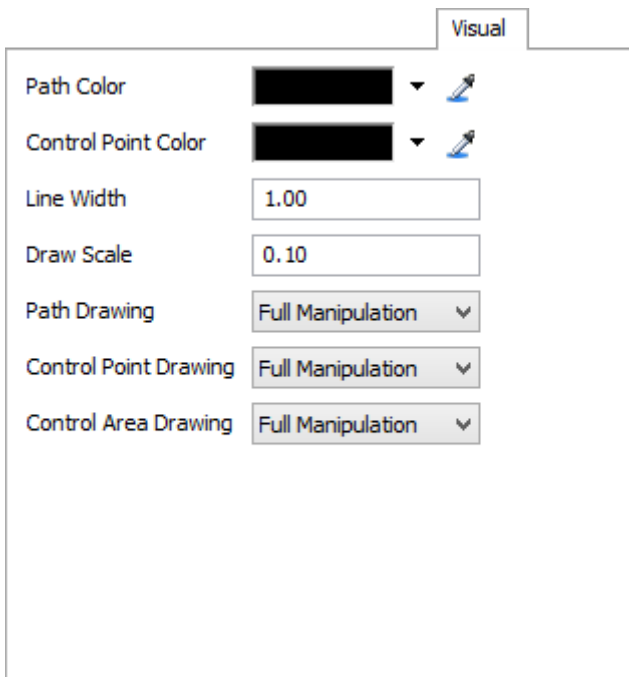 Visual
Path Color
Control Point Color
Line Width 1.00
Draw Scale 0.10
Path Drawing Full Manipulation
Control Point Drawing Full Manipulation
Control Area Drawing Full Manipulation